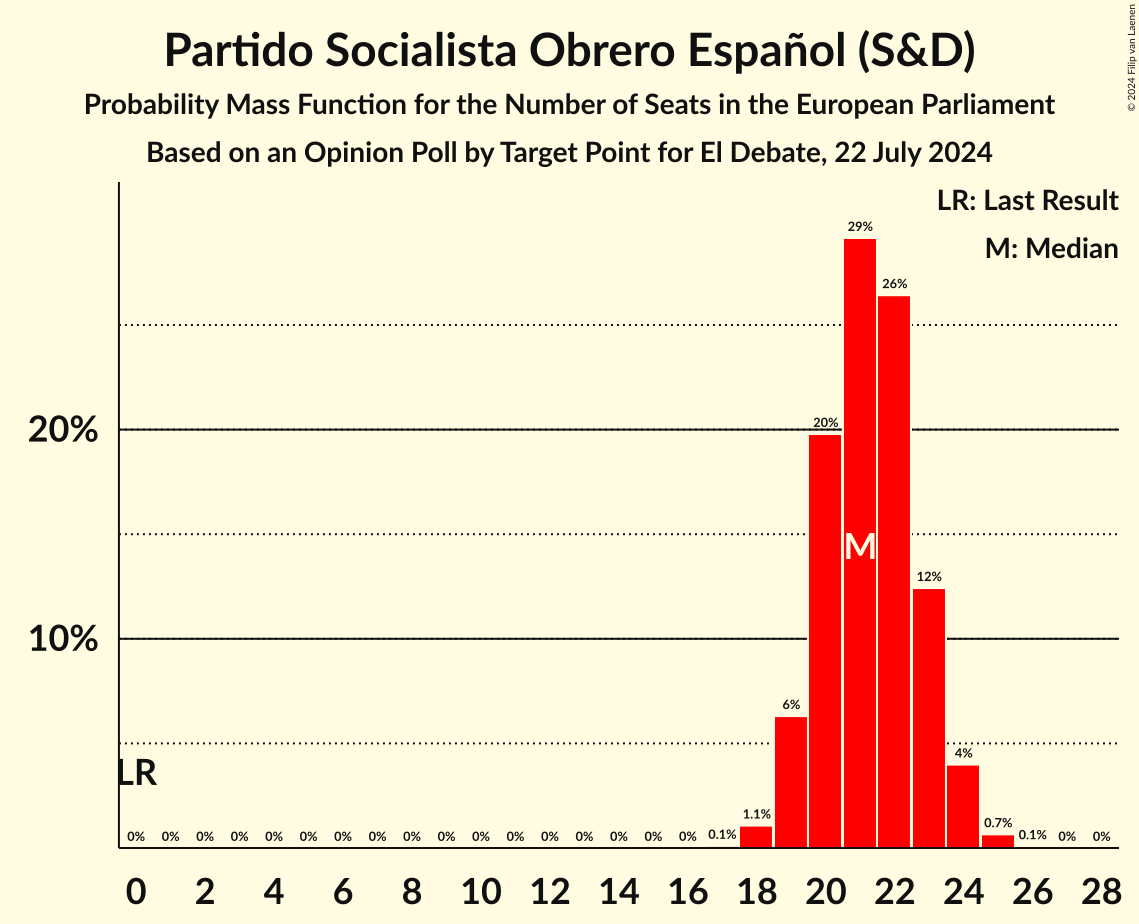 Partido Socialista Obrero Español (S&D)
Probability Mass Function for the Number of Seats in the European Parliament
Based on an Opinion Poll by Target Point for El Debate, 22 July 2024
© 2024 Filip van Laenen
LR: Last Result
M: Median
29%
26%
20%
20%
M
12%
10%
6%
4%
LR
0% 0% 0% 0% 0% 0% 0% 0% 0% 0% 0% 0% 0% 0% 0% 0% 0% 0.1% 1.1% 0.7% 0.1% 0% 0%
0 2 4 6 8 10 12 14 16 18 20 22 24 26 28